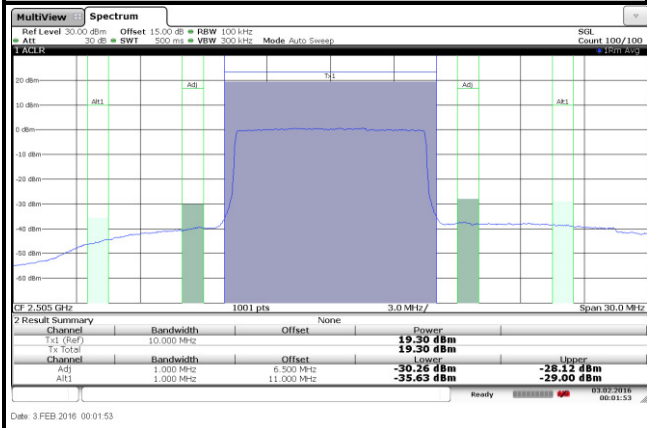 MultiView Spectrum
Ref Level 30.00 dBm Offset 15.00 dB RBW 100 kHz SGL
Att 30 dB SWT 500 ms VBW 300 kHz Mode Auto Sweep Count 100/100
1 ACLR 1Rm Avg
Tx1
20 dBm
Adj Adj
Alt1 Alt1
0 dBm
-10 dBm
-20 dBm
-30 dBm
-40 dBm
-50 dBm
-60 dBm
CF 2.505 GHz 1001 pts 3.0 MHz/ Span 30.0 MHz
2 Result Summary None
Channel Bandwidth Offset Power
Tx1 (Ref) 10.000 MHz 19.30 dBm
Tx Total 19.30 dBm
Channel Bandwidth Offset Lower Upper
Adj 1.000 MHz 6.500 MHz -30.26 dBm -28.12 dBm
Alt1 1.000 MHz 11.000 MHz -35.63 dBm -29.00 dBm
Ready 03.02.2016
00:01:53
Date: 3.FEB.2016 00:01:53